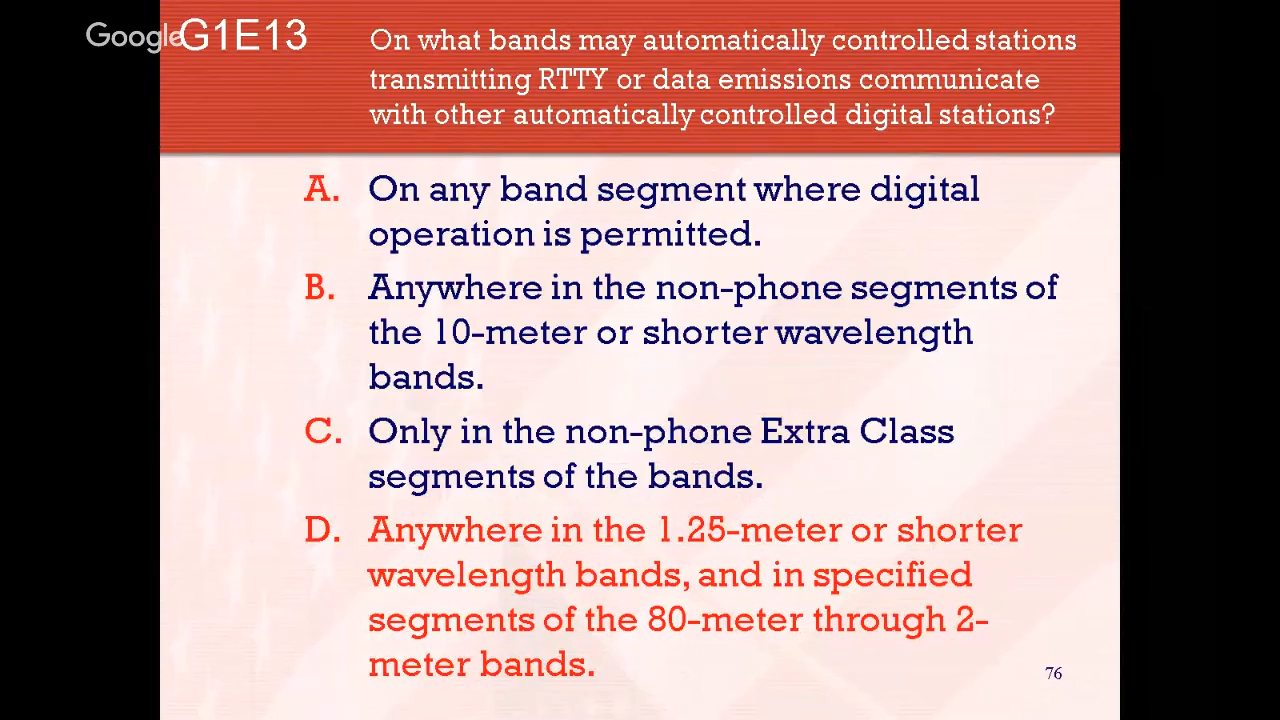 Google G1E13
On what bands may automatically controlled stations
transmitting RTTY or data emissions communicate
with other automatically controlled digital stations?
A. On any band segment where digital
operation is permitted.
B. Anywhere in the non-phone segments of
the 10-meter or shorter wavelength
bands.
C. Only in the non-phone Extra Class
segments of the bands.
D. Anywhere in the 1.25-meter or shorter
wavelength bands, and in specified
segments of the 80-meter through 2-
meter bands.
76